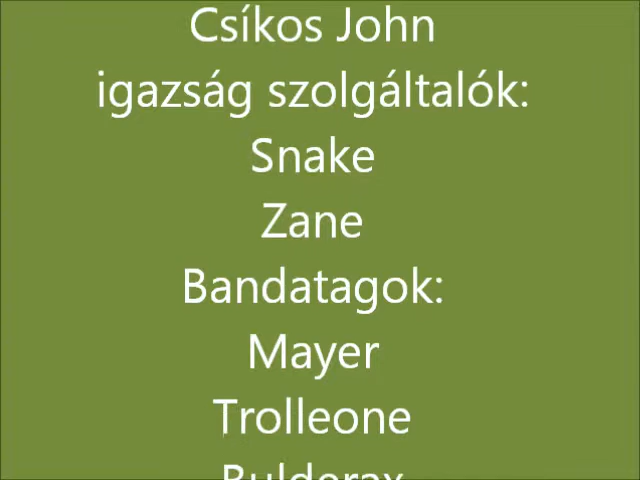 Csíkos John
igazság szolgáltalók:
Snake
Zane
Bandatagok:
Mayer
Trolleone